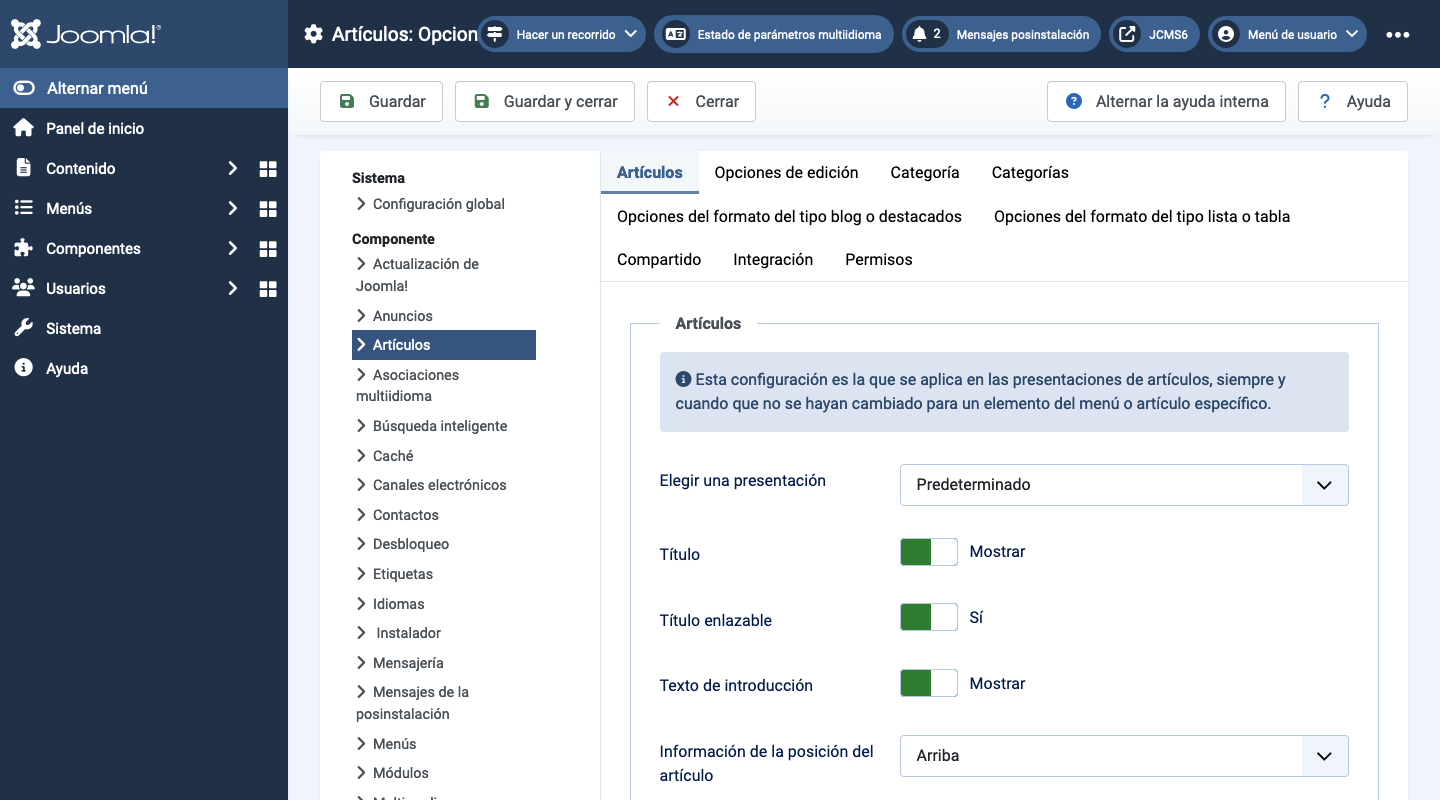 Joomla!®
Artículos: Opcion
Hacer un recorrido
Estado de parámetros multiidioma
2
Mensajes posinstalación
JCMS6
Menú de usuario
Alternar menú
Panel de inicio
Contenido
Menús
Componentes
Usuarios
Sistema
Ayuda
Guardar
Guardar y cerrar
Cerrar
Alternar la ayuda interna
Ayuda
Sistema
Configuración global
Componente
Actualización de
Joomla!
Anuncios
Artículos
Asociaciones
multiidioma
Búsqueda inteligente
Caché
Canales electrónicos
Contactos
Desbloqueo
Etiquetas
Idiomas
Instalador
Mensajería
Mensajes de la
posinstalación
Menús
Módulos
Artículos
Opciones de edición
Categoría
Categorías
Opciones del formato del tipo blog o destacados
Opciones del formato del tipo lista o tabla
Compartido
Integración
Permisos
Artículos
Esta configuración es la que se aplica en las presentaciones de artículos, siempre y
cuando que no se hayan cambiado para un elemento del menú o artículo específico.
Elegir una presentación
Predeterminado
Título
Mostrar
Título enlazable
Sí
Texto de introducción
Mostrar
Información de la posición del
artículo
Arriba